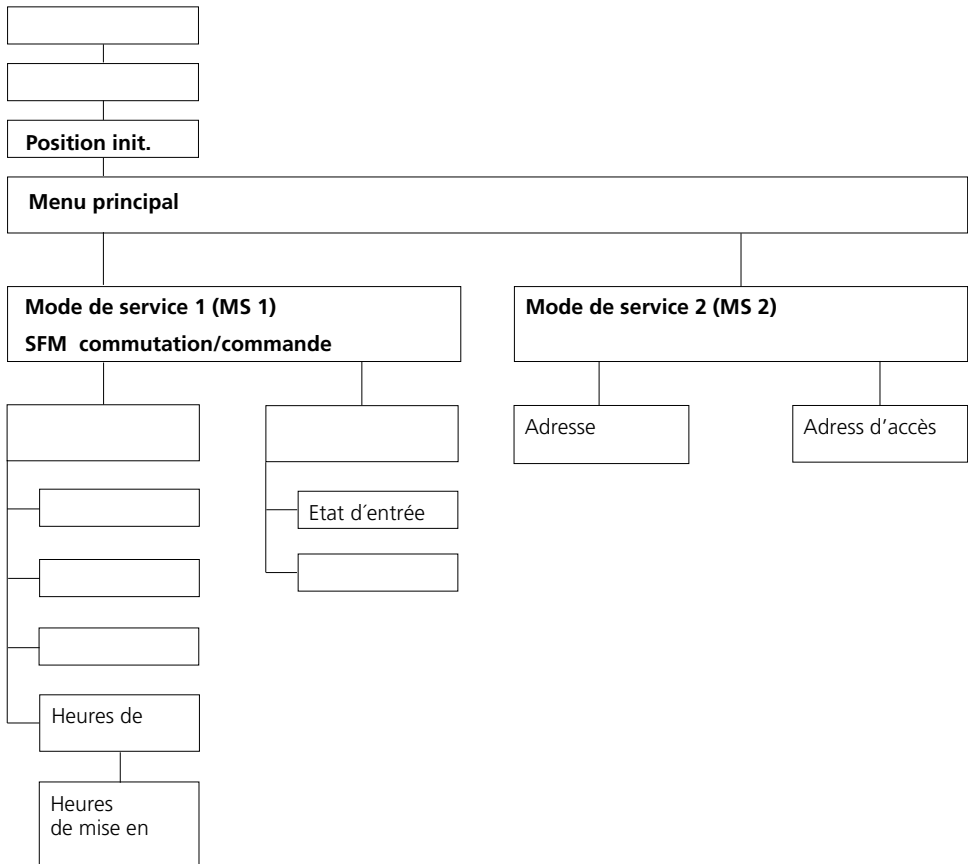 Position init.
Menu principal
Mode de service 1 (MS 1)
SFM commutation/commande
Mode de service 2 (MS 2)
Adresse
Adress d'accès
Etat d´entrée
Heures de
Heures
de mise en